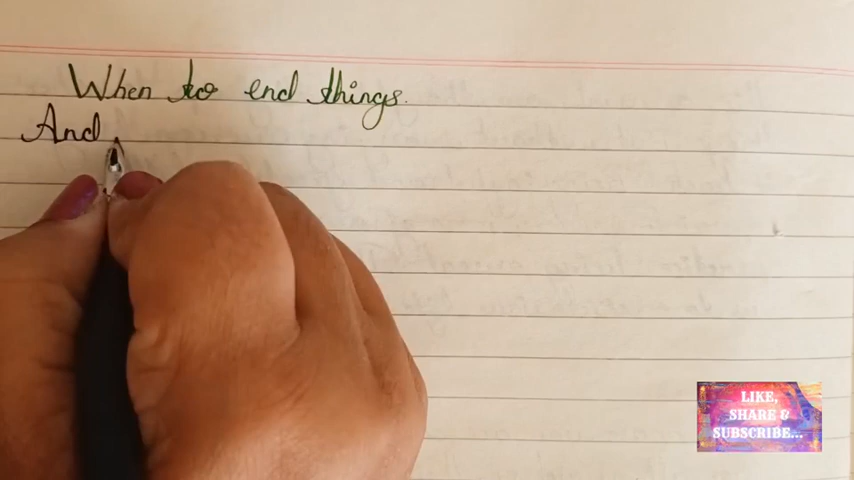 When to end things.
And
LIKE,
SHARE &
SUBSCRIBE...